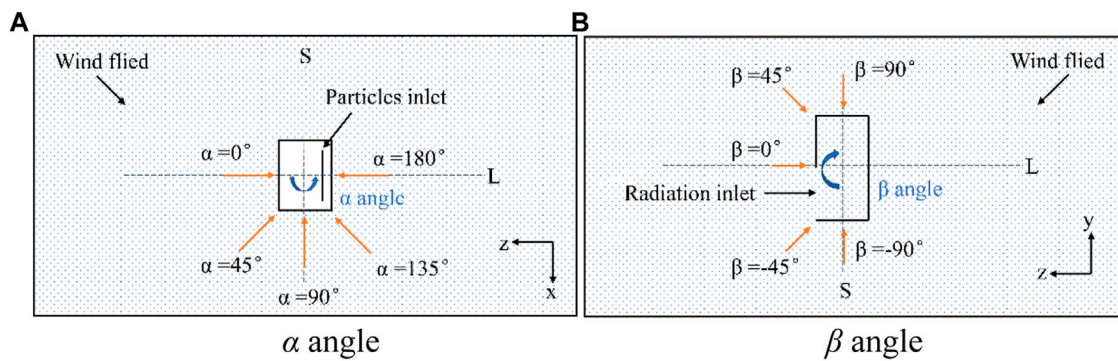 A
S
Wind flied
Particles inlet
α =0°
α =180°
L
α angle
α =45°
α =135°
α =90°
z
x
α angle
B
β =45°
β =90°
Wind flied
β =0°
L
Radiation inlet
β angle
β =-45°
β =-90°
S
y
z
β angle